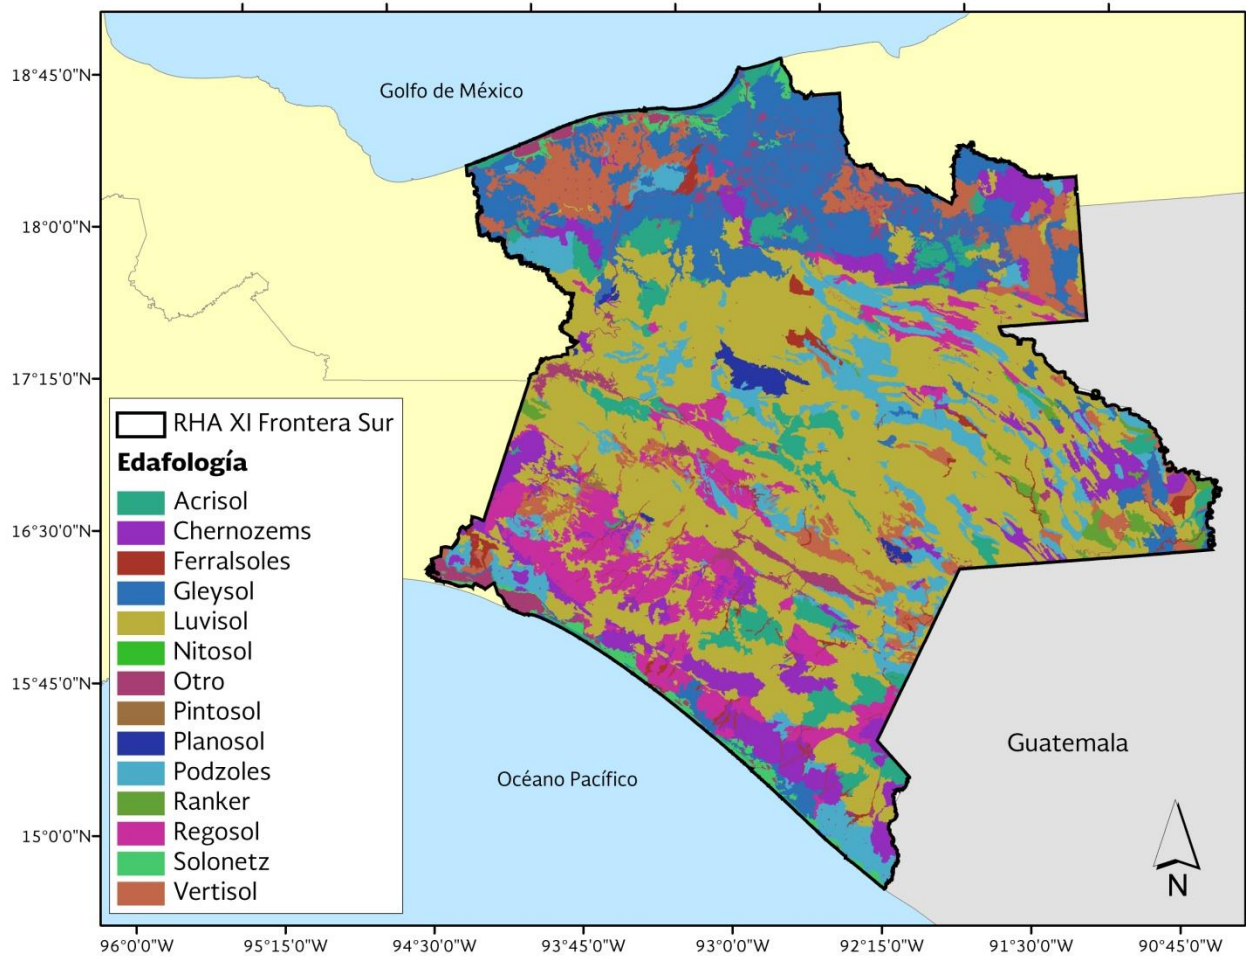 18°45'0"N
Golfo de México
18°0'0"N
17°15'0"N
RHA XI Frontera Sur
Edafología
Acrisol
Chernozems
Ferralsoles
Gleysol
Luvisol
Nitosol
Otro
Pintosol
Planosol
Podzoles
Ranker
Regosol
Solonetz
Vertisol
16°30'0"N
15°45'0"N
15°0'0"N
Guatemala
Océano Pacífico
N
96°0'0"W 95°15'0"W 94°30'0"W 93°45'0"W 93°0'0"W 92°15'0"W 91°30'0"W 90°45'0"W